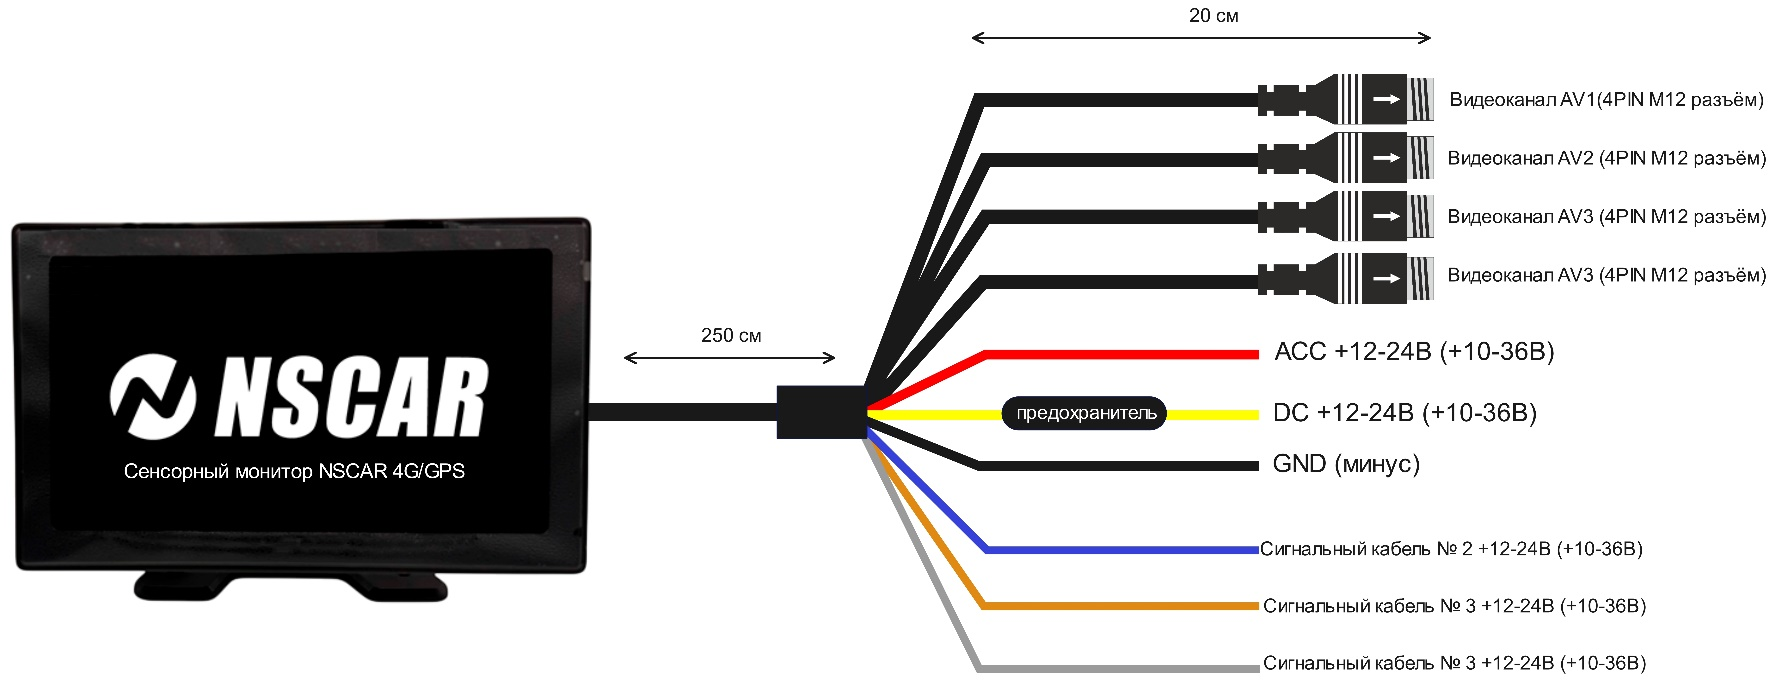 20 см
Видеоканал AV1(4PIN M12 разъём)
Видеоканал AV2 (4PIN M12 разъём)
Видеоканал AV3 (4PIN M12 разъём)
Видеоканал AV3 (4PIN M12 разъём)
250 см
ACC +12-24В (+10-36В)
предохранитель
DC +12-24В (+10-36В)
GND (минус)
NSCAR
Сенсорный монитор NSCAR 4G/GPS
Сигнальный кабель № 2 +12-24В (+10-36В)
Сигнальный кабель № 3 +12-24В (+10-36В)
Сигнальный кабель № 3 +12-24В (+10-36В)